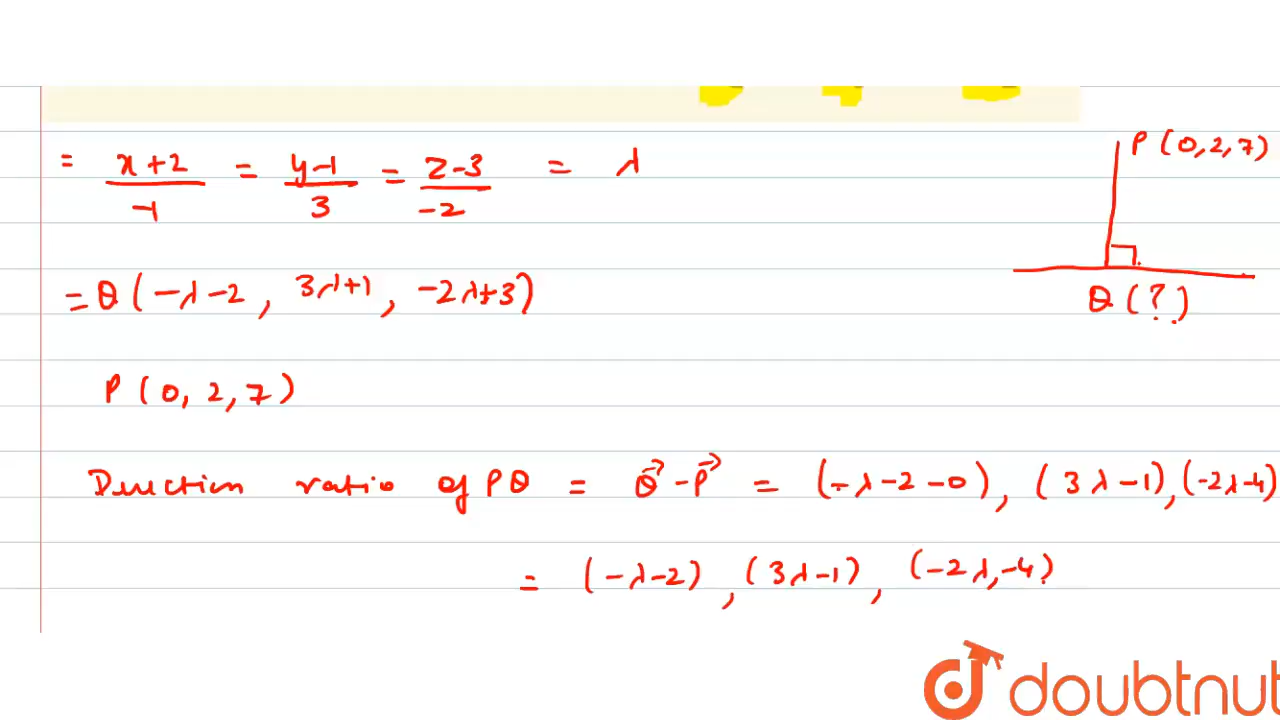 = x+2/-1 = y-1/3 = z-3/-2 = λ
P(0,2,7)
= Q(-λ-2, 3λ+1, -2λ+3)
Q(?)
P(0,2,7)
Direction ratio of PQ = Q⃗ - P⃗ = (-λ-2-0), (3λ-1), (-2λ-4)
= (-λ-2), (3λ-1), (-2λ,-4)
doubtnut